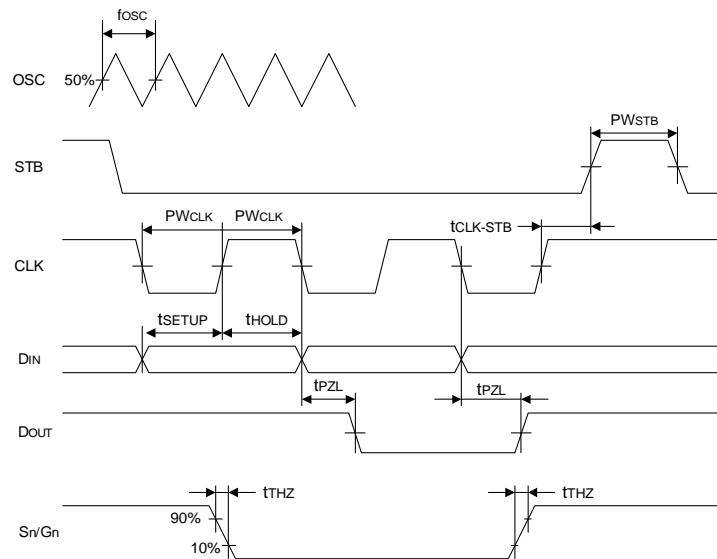 fOSC
OSC 50%
PWSTB
STB
PWCLK PWCLK tCLK-STB
CLK
tSETUP tHOLD
DIN
tPZL tPZL
DOUT
tTHZ tTHZ
90%
Sn/Gn
10%